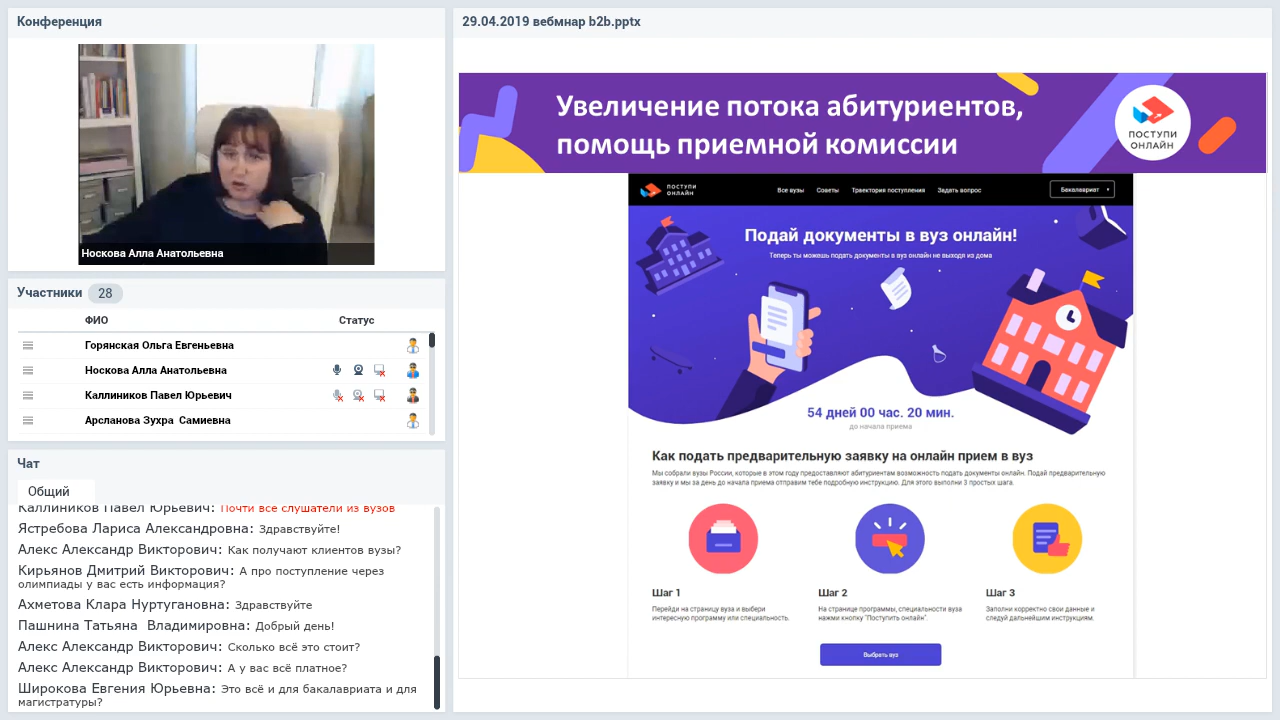 Конференция
Носкова Алла Анатольевна
Участники 28
ФИО Статус
Горянская Ольга Евгеньевна
Носкова Алла Анатольевна
Каллиников Павел Юрьевич
Арсланова Зухра Самиевна
Чат
Общий
Каллиников Павел Юрьевич: Почти все слушатели из вузов
Ястребова Лариса Александровна: Здравствуйте!
Алекс Александр Викторович: Как получают клиентов вузы?
Кирьянов Дмитрий Викторович: А про поступление через
олимпиады у вас есть информация?
Ахметова Клара Нуртугановна: Здравствуйте
Пашнина Татьяна Владимировна: Добрый день!
Алекс Александр Викторович: Сколько всё это стоит?
Алекс Александр Викторович: А у вас всё платное?
Широкова Евгения Юрьевна: Это всё и для бакалавриата и для
магистратуры?
29.04.2019 вебмнар b2b.pptx
Увеличение потока абитуриентов,
помощь приемной комиссии
ПОСТУПИ
ОНЛАЙН
ПОСТУПИ
ОНЛАЙН
Все вузы Советы Траектория поступления Задать вопрос Бакалавриат
Подай документы в вуз онлайн!
Теперь ты можешь подать документы в вуз онлайн не выходя из дома
54 дней 00 час. 20 мин.
до начала приема
Как подать предварительную заявку на онлайн прием в вуз
Мы собрали вузы России, которые в этом году предоставляют абитуриентам возможность подать документы онлайн. Подай предварительную
заявку и мы за день до начала приема отправим тебе подробную инструкцию. Для этого выполни 3 простых шага.
Шаг 1
Перейди на страницу вуза и выбери
интересную программу или специальность.
Шаг 2
На странице программы, специальности вуза
нажми кнопку "Поступить онлайн".
Шаг 3
Заполни корректно свои данные и
следуй дальнейшим инструкциям.
Выбрать вуз